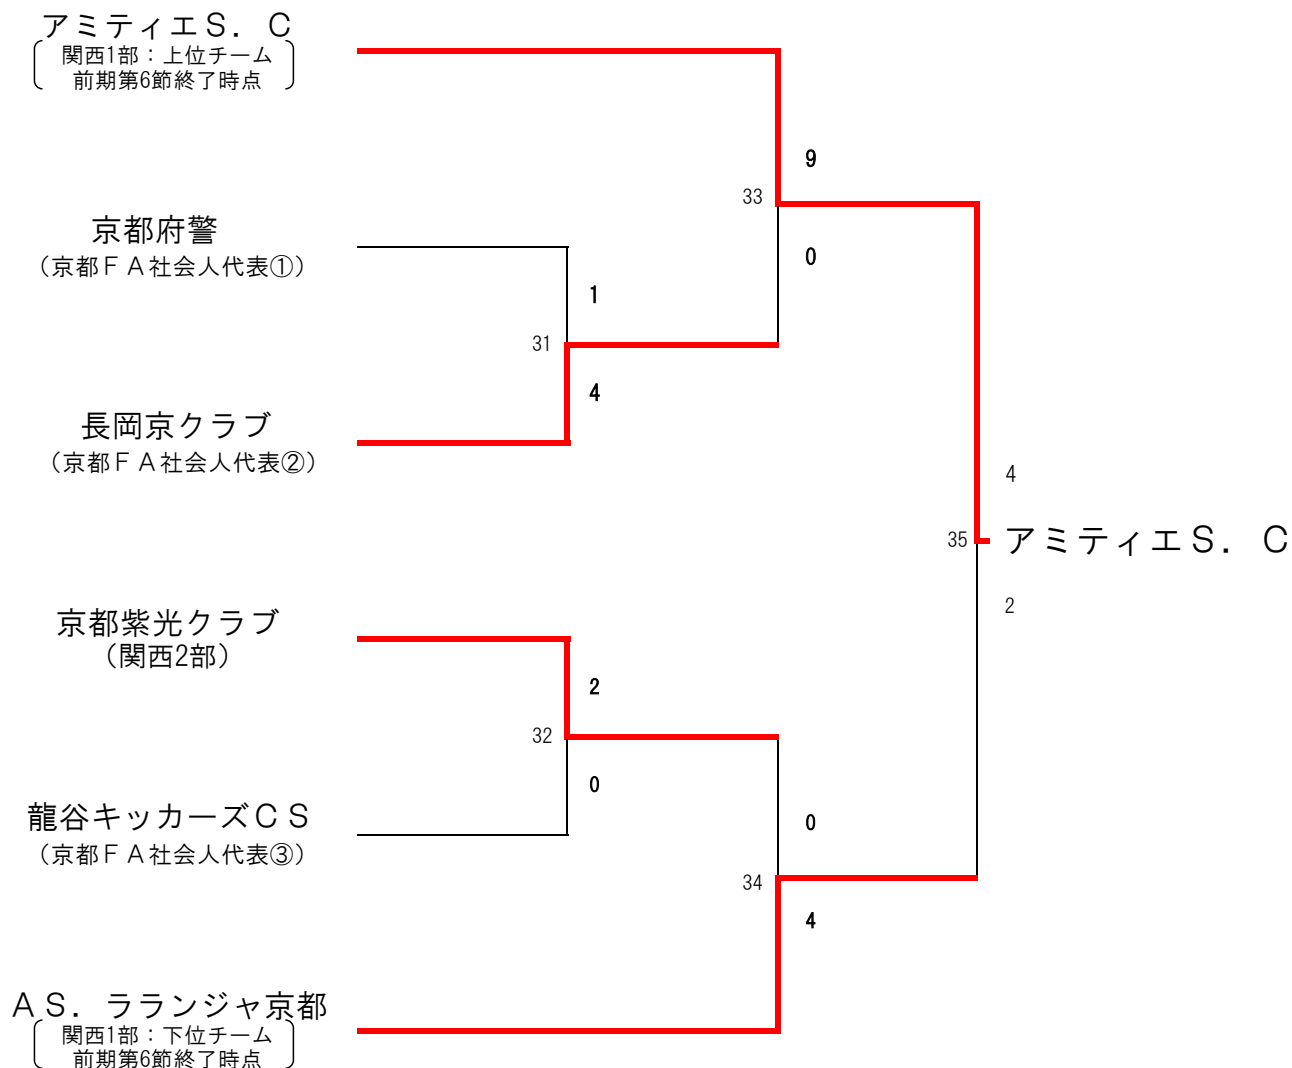 アミティエＳ．Ｃ
関西1部：上位チーム
前期第6節終了時点
9
33
0
京都府警
（京都ＦＡ社会人代表①）
1
31
4
長岡京クラブ
（京都ＦＡ社会人代表②）
4
35
アミティエＳ．Ｃ
2
京都紫光クラブ
（関西2部）
2
32
0
龍谷キッカーズＣＳ
（京都ＦＡ社会人代表③）
0
34
4
ＡＳ．ラランジャ京都
関西1部：下位チーム
前期第6節終了時点